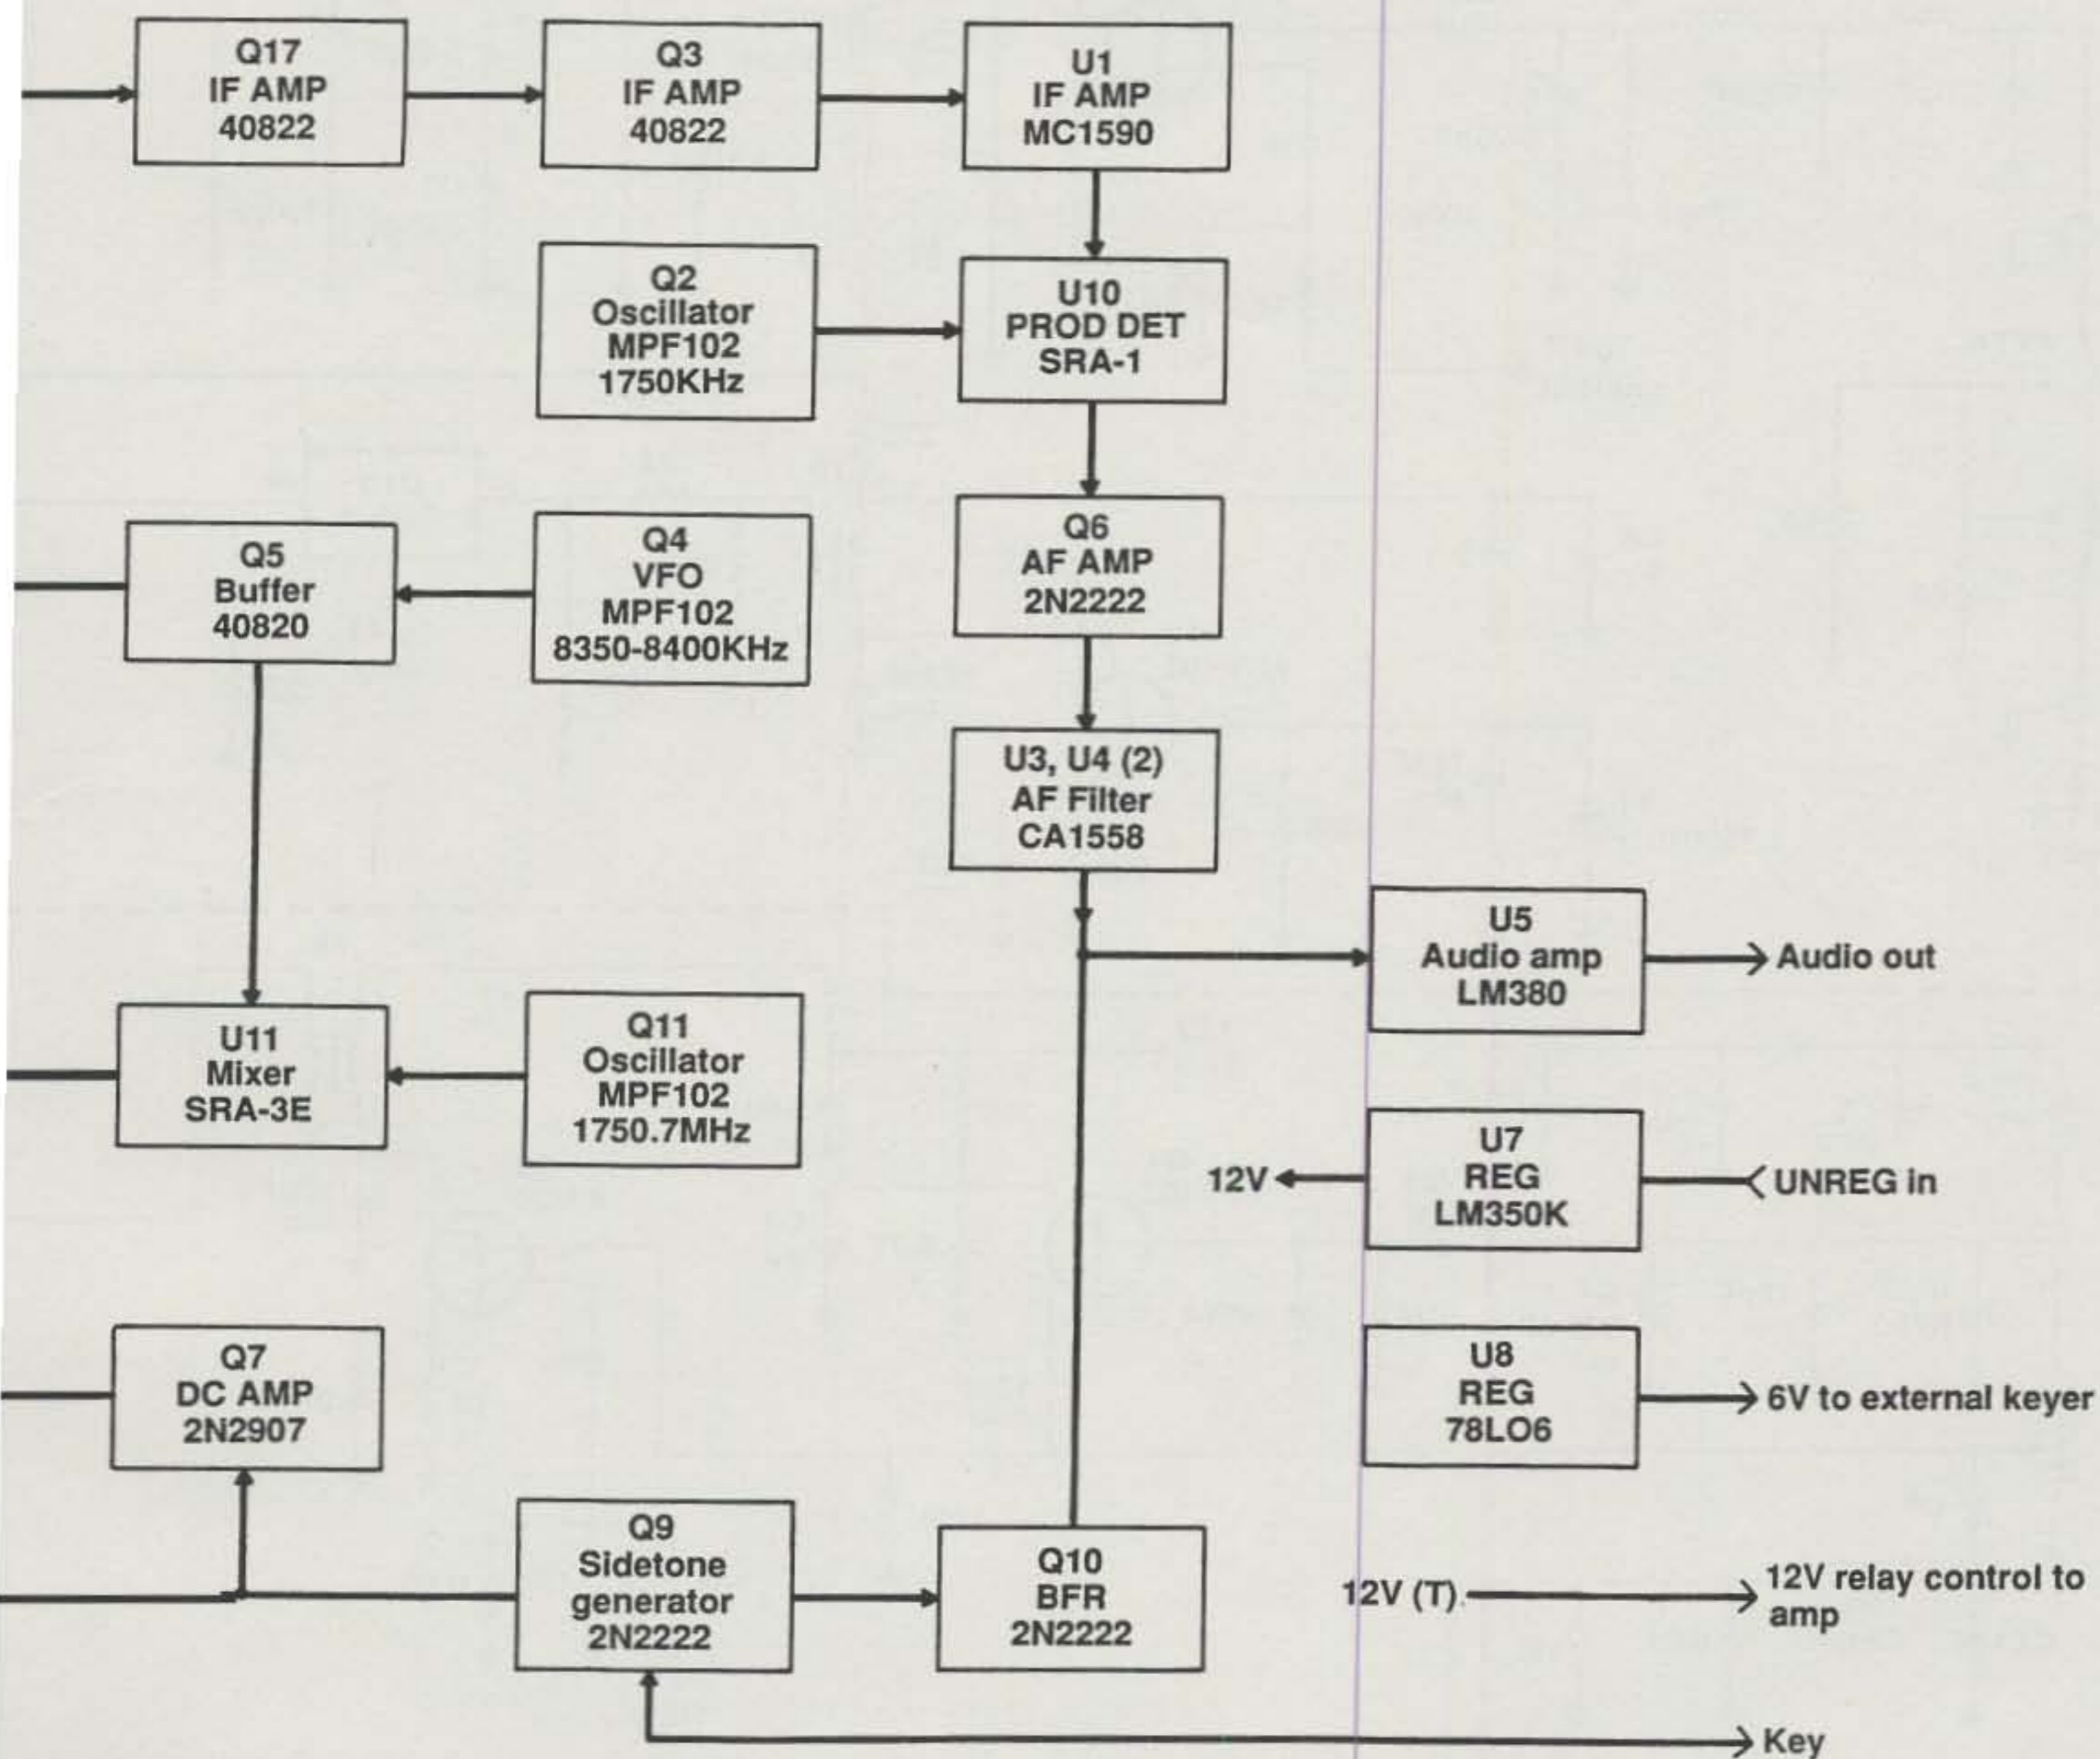 Q17
IF AMP
40822
Q3
IF AMP
40822
U1
IF AMP
MC1590
Q2
Oscillator
MPF102
1750KHz
U10
PROD DET
SRA-1
Q5
Buffer
40820
Q4
VFO
MPF102
8350-8400KHz
Q6
AF AMP
2N2222
U3, U4 (2)
AF Filter
CA1558
U5
Audio amp
LM380
Audio out
U11
Mixer
SRA-3E
Q11
Oscillator
MPF102
1750.7MHz
12V
U7
REG
LM350K
UNREG in
Q7
DC AMP
2N2907
U8
REG
78LO6
6V to external keyer
Q9
Sidetone
generator
2N2222
Q10
BFR
2N2222
12V (T)
12V relay control to
amp
Key